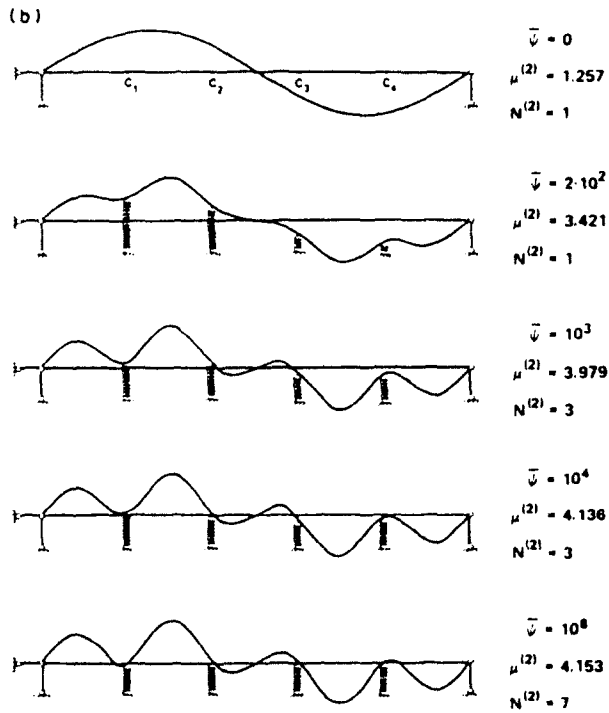 (b)
ψ̅ = 0
C₁ C₂ C₃ C₄
μ⁽²⁾ = 1.257
N⁽²⁾ = 1
ψ̅ = 2·10²
μ⁽²⁾ = 3.421
N⁽²⁾ = 1
ψ̅ = 10³
μ⁽²⁾ = 3.979
N⁽²⁾ = 3
ψ̅ = 10⁴
μ⁽²⁾ = 4.136
N⁽²⁾ = 3
ψ̅ = 10⁸
μ⁽²⁾ = 4.153
N⁽²⁾ = 7